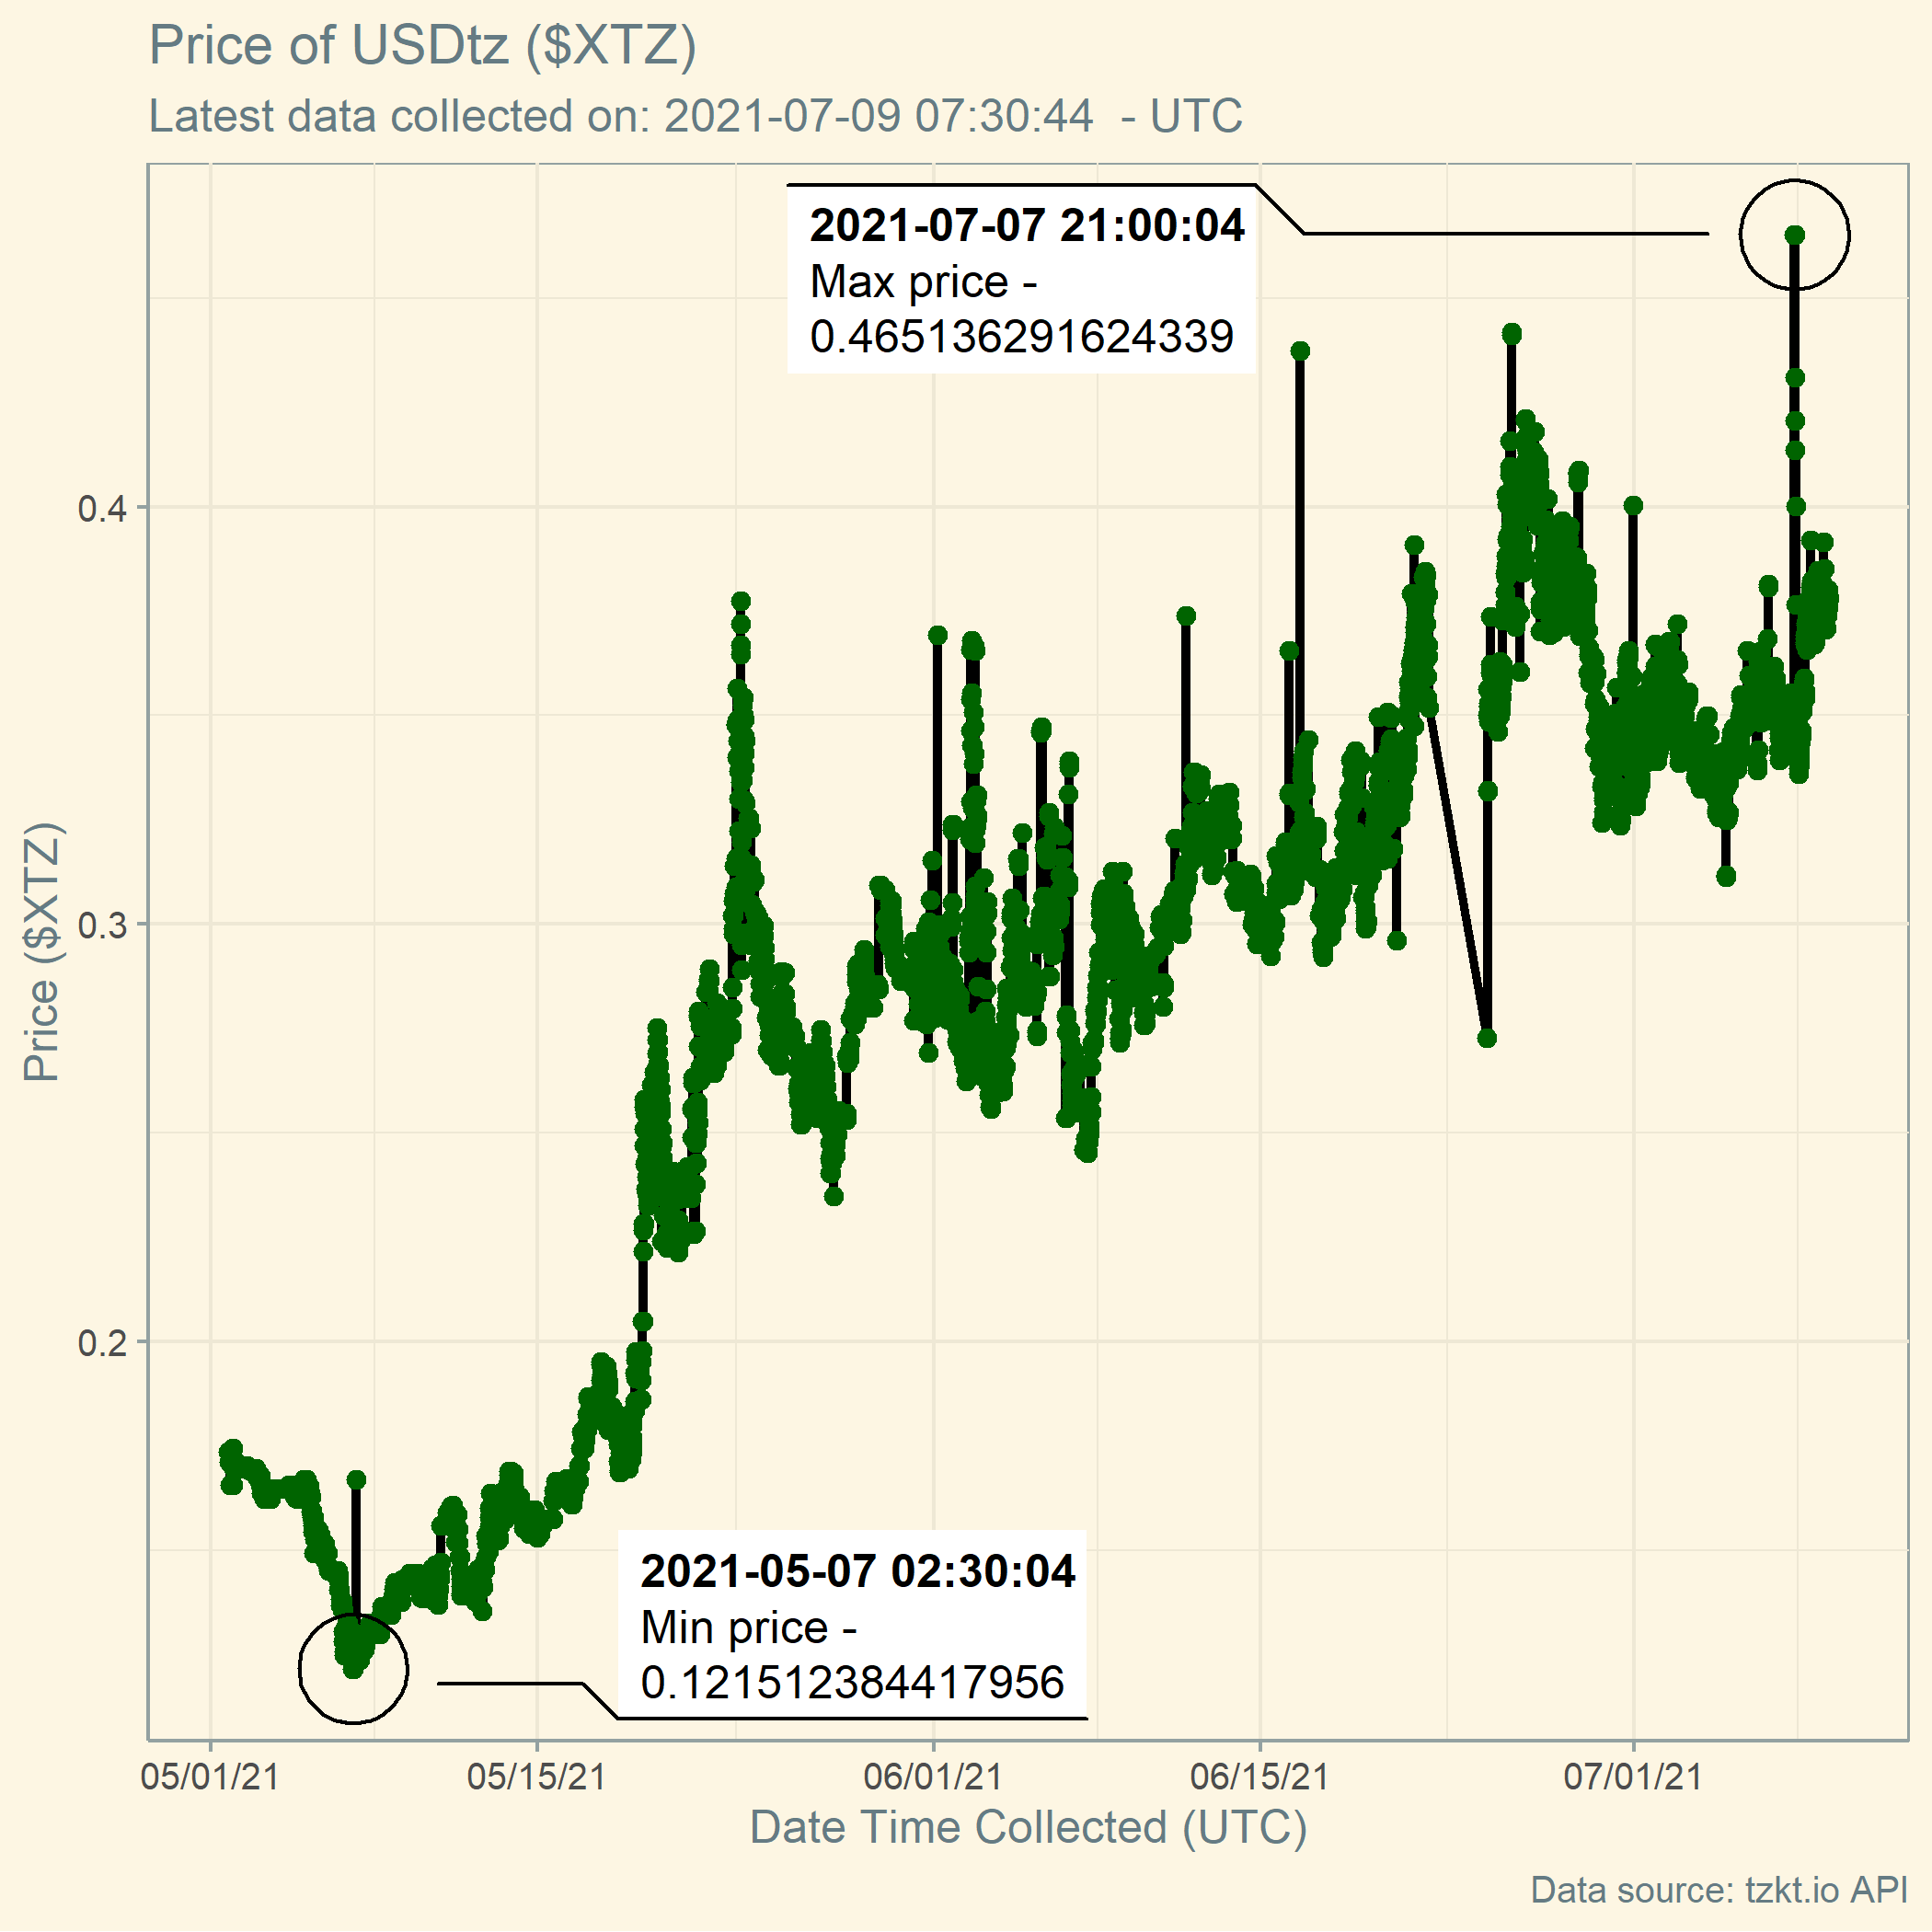 Price of USDtz ($XTZ)
Latest data collected on: 2021-07-09 07:30:44  - UTC
2021-07-07 21:00:04
Max price -
0.465136291624339
0.4
0.3
0.2
Price ($XTZ)
2021-05-07 02:30:04
Min price -
0.121512384417956
05/01/21
05/15/21
06/01/21
06/15/21
07/01/21
Date Time Collected (UTC)
Data source: tzkt.io API